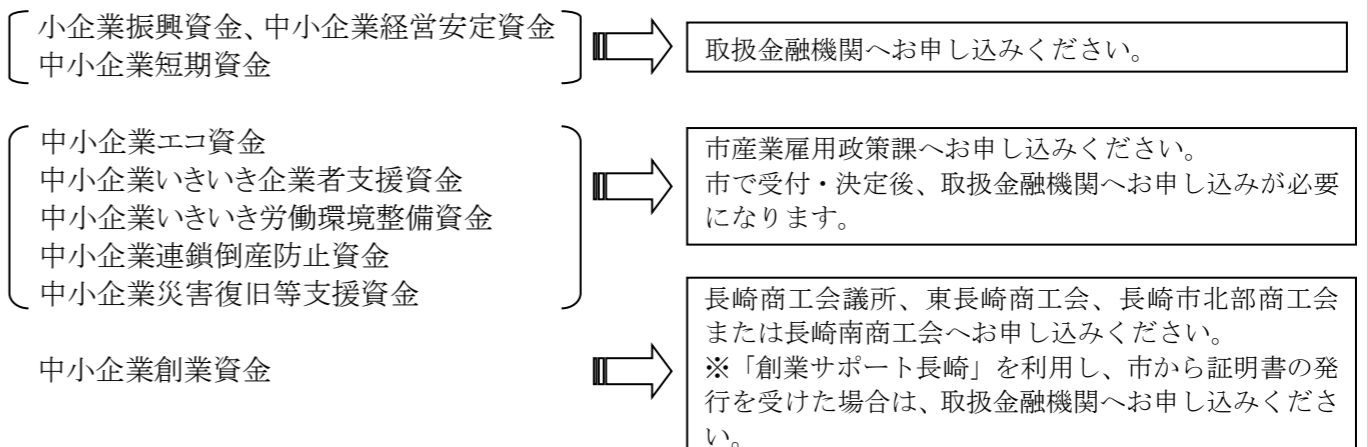 小企業振興資金、中小企業経営安定資金
中小企業短期資金
取扱金融機関へお申し込みください。
中小企業エコ資金
中小企業いきいき企業者支援資金
中小企業いきいき労働環境整備資金
中小企業連鎖倒産防止資金
中小企業災害復旧等支援資金
市産業雇用政策課へお申し込みください。
市で受付・決定後、取扱金融機関へお申し込みが必要
になります。
中小企業創業資金
長崎商工会議所、東長崎商工会、長崎市北部商工会
または長崎南商工会へお申し込みください。
※「創業サポート長崎」を利用し、市から証明書の発
行を受けた場合は、取扱金融機関へお申し込みくださ
い。